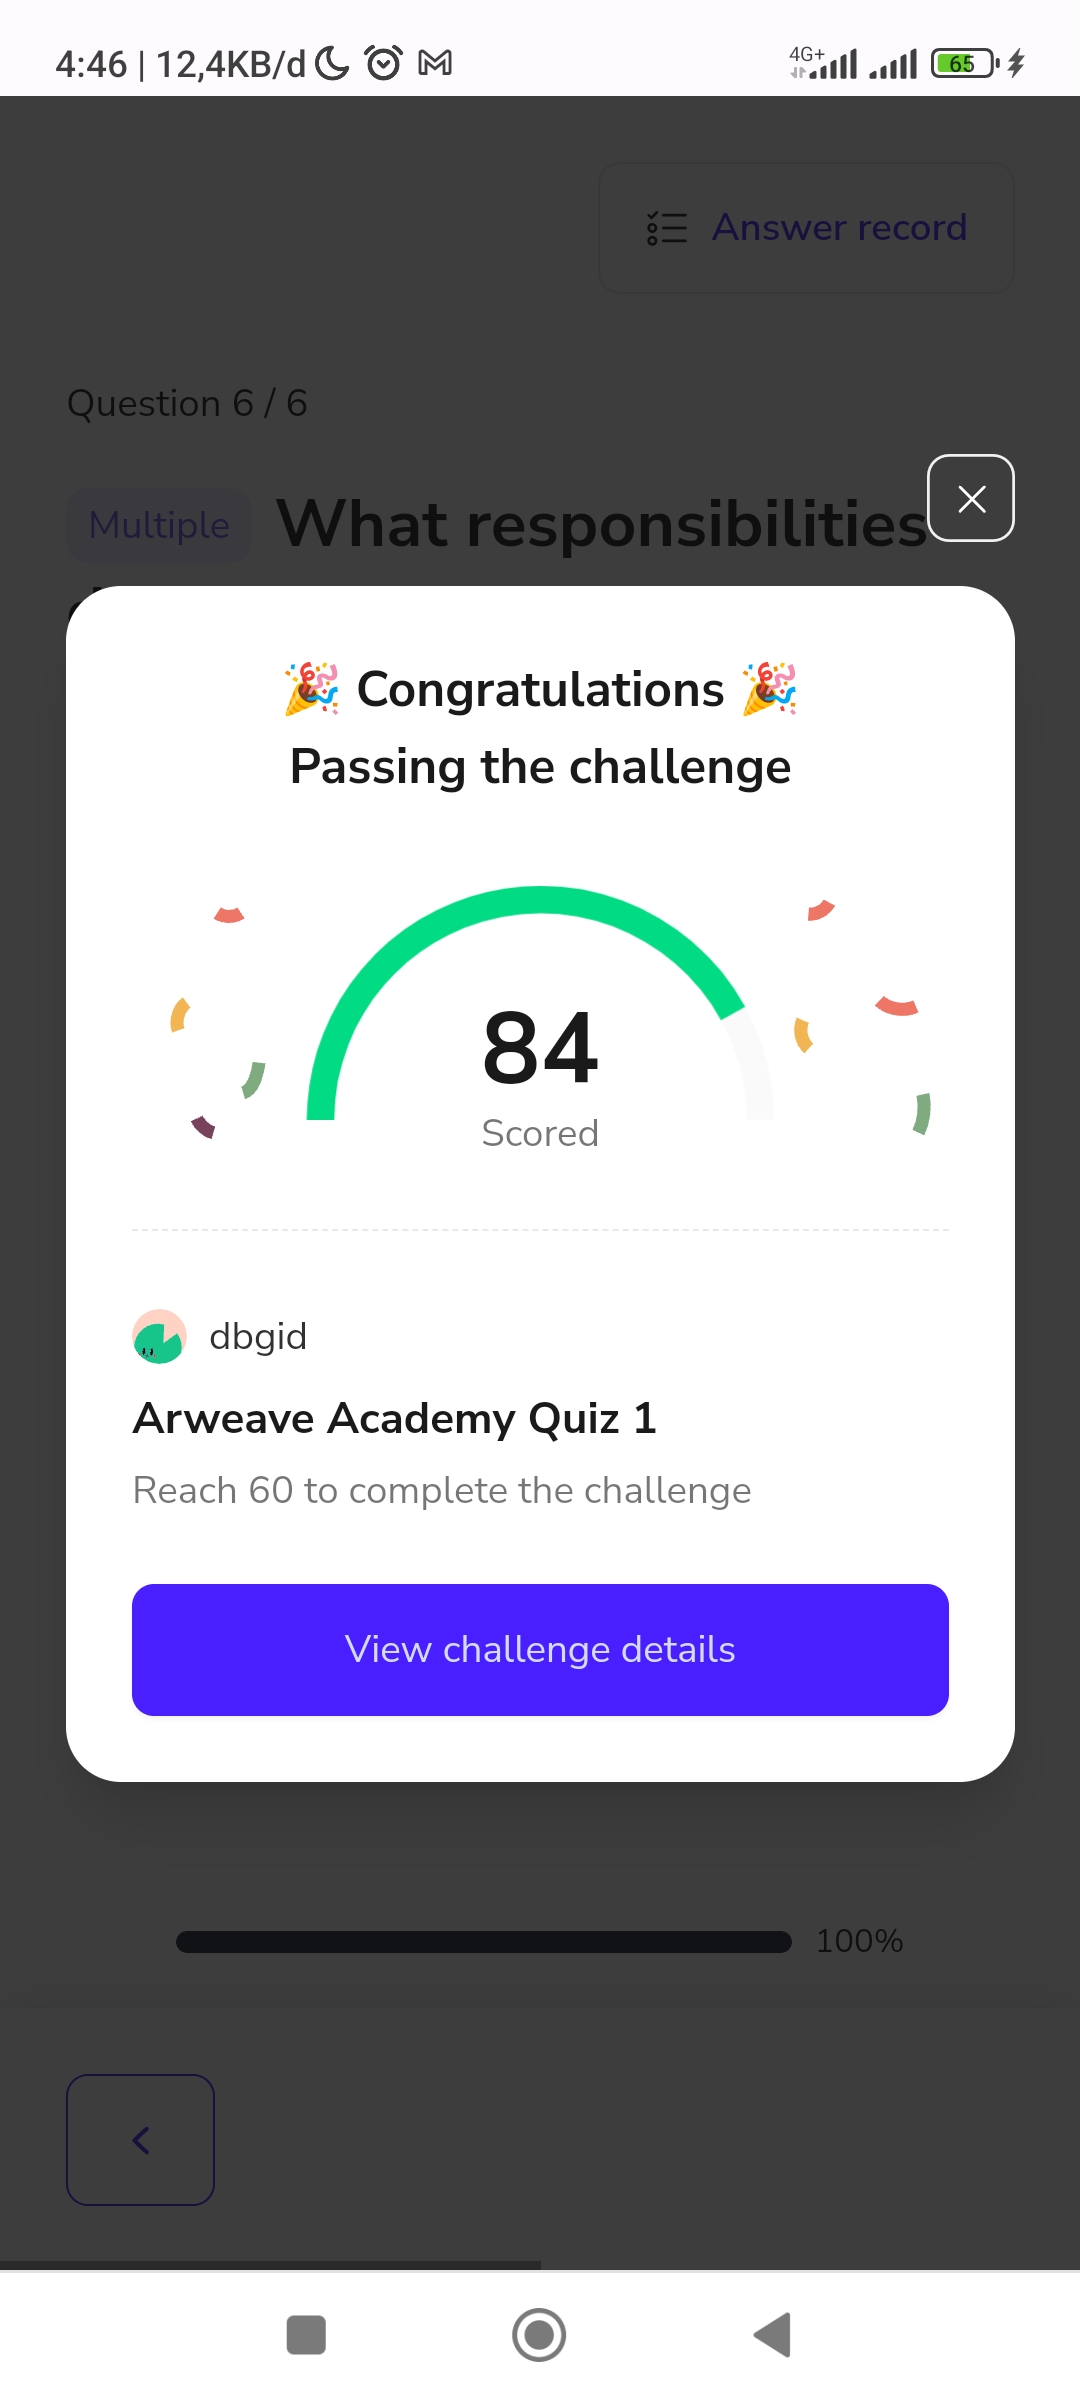 4:46 | 12,4KB/d
4G+
65
Answer record
Question 6 / 6
Multiple
What responsibilities
🎉 Congratulations 🎉
Passing the challenge
84
Scored
dbgid
Arweave Academy Quiz 1
Reach 60 to complete the challenge
View challenge details
100%